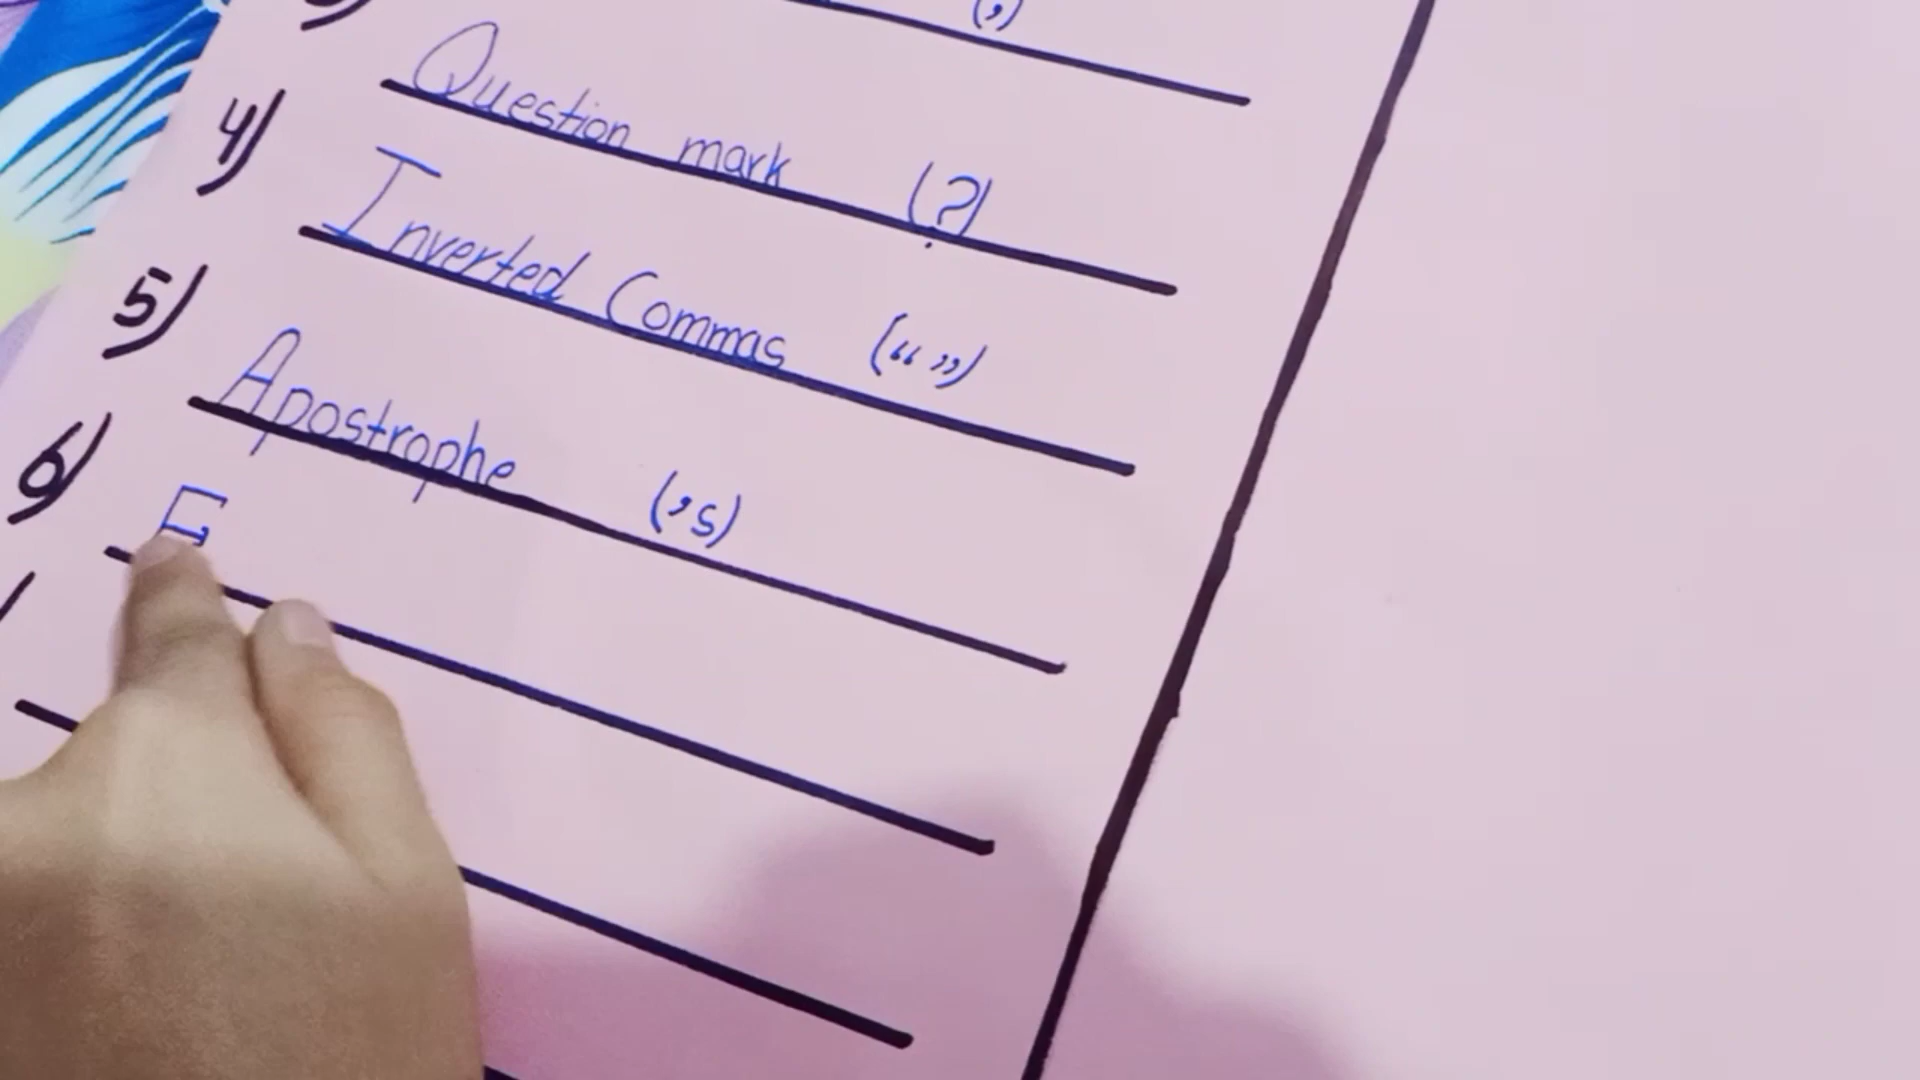 Question mark (?)
4) Inverted Commas (“ ”)
5) Apostrophe (’s)
6) E